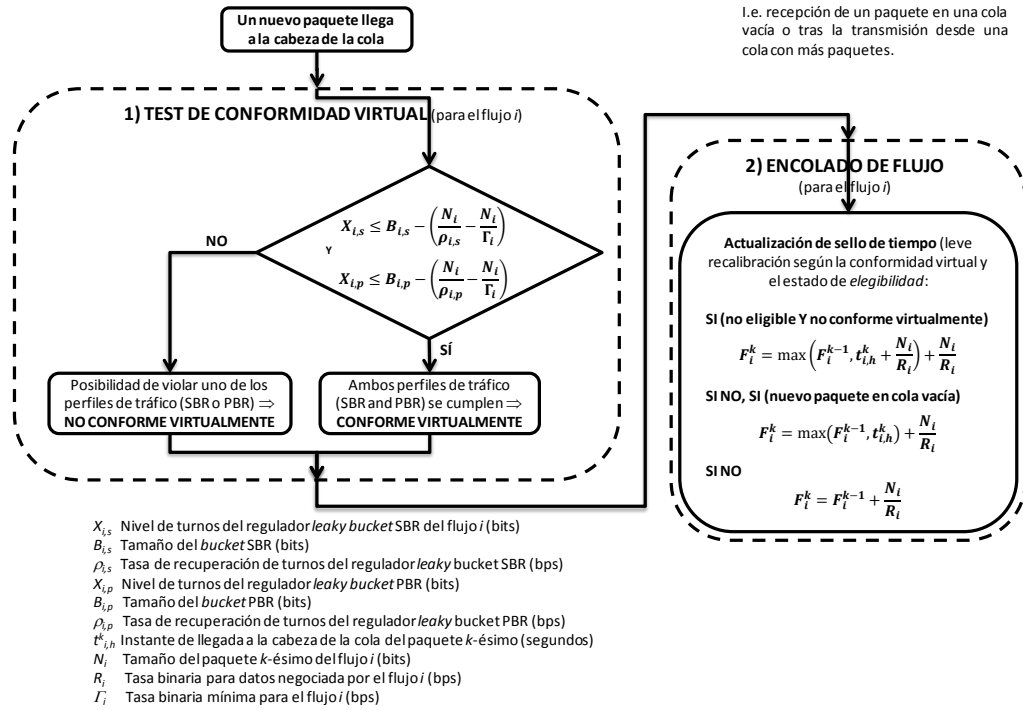 Un nuevo paquete llega
a la cabeza de la cola
I.e. recepción de un paquete en una cola
vacía o tras la transmisión desde una
cola con más paquetes.
1) TEST DE CONFORMIDAD VIRTUAL (para el flujo i)
X_{i,s} ≤ B_{i,s} − (N_i/ρ_{i,s} − N_i/Γ_i)
Y
X_{i,p} ≤ B_{i,p} − (N_i/ρ_{i,p} − N_i/Γ_i)
NO
SÍ
Posibilidad de violar uno de los
perfiles de tráfico (SBR o PBR) ⇒
NO CONFORME VIRTUALMENTE
Ambos perfiles de tráfico
(SBR and PBR) se cumplen ⇒
CONFORME VIRTUALMENTE
2) ENCOLADO DE FLUJO
(para el flujo i)
Actualización de sello de tiempo (leve
recalibración según la conformidad virtual y
el estado de elegibilidad:
SI (no eligible Y no conforme virtualmente)
F_i^k = max(F_i^{k−1}, t_{i,h}^k + N_i/R_i) + N_i/R_i
SI NO, SI (nuevo paquete en cola vacía)
F_i^k = max(F_i^{k−1}, t_{i,h}^k) + N_i/R_i
SI NO
F_i^k = F_i^{k−1} + N_i/R_i
X_{i,s} Nivel de turnos del regulador leaky bucket SBR del flujo i (bits)
B_{i,s} Tamaño del bucket SBR (bits)
ρ_{i,s} Tasa de recuperación de turnos del regulador leaky bucket SBR (bps)
X_{i,p} Nivel de turnos del regulador leaky bucket PBR (bits)
B_{i,p} Tamaño del bucket PBR (bits)
ρ_{i,p} Tasa de recuperación de turnos del regulador leaky bucket PBR (bps)
t^k_{i,h} Instante de llegada a la cabeza de la cola del paquete k-ésimo (segundos)
N_i Tamaño del paquete k-ésimo del flujo i (bits)
R_i Tasa binaria para datos negociada por el flujo i (bps)
Γ_i Tasa binaria mínima para el flujo i (bps)